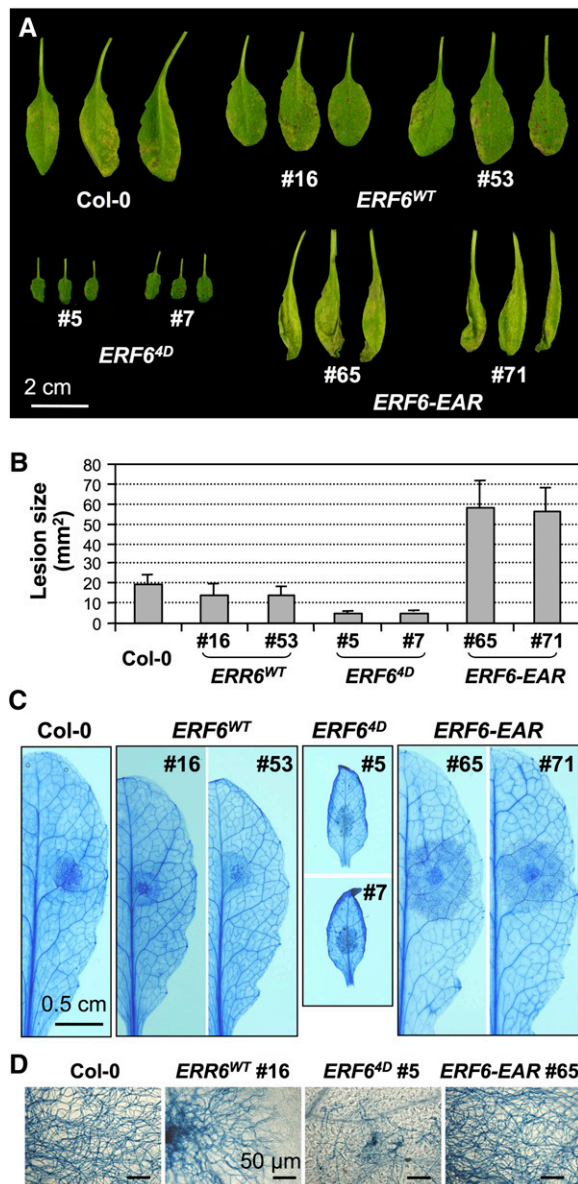 A
Col-0
#16
#53
ERF6WT
#5
#7
ERF64D
#65
#71
ERF6-EAR
2 cm
B
Lesion size
(mm2)
80
70
60
50
40
30
20
10
0
Col-0
#16
#53
#5
#7
#65
#71
ERR6WT
ERF64D
ERF6-EAR
C
Col-0
ERF6WT
ERF64D
ERF6-EAR
#16
#53
#5
#7
#65
#71
0.5 cm
D
Col-0
ERR6WT #16
ERF64D #5
ERF6-EAR #65
50 µm